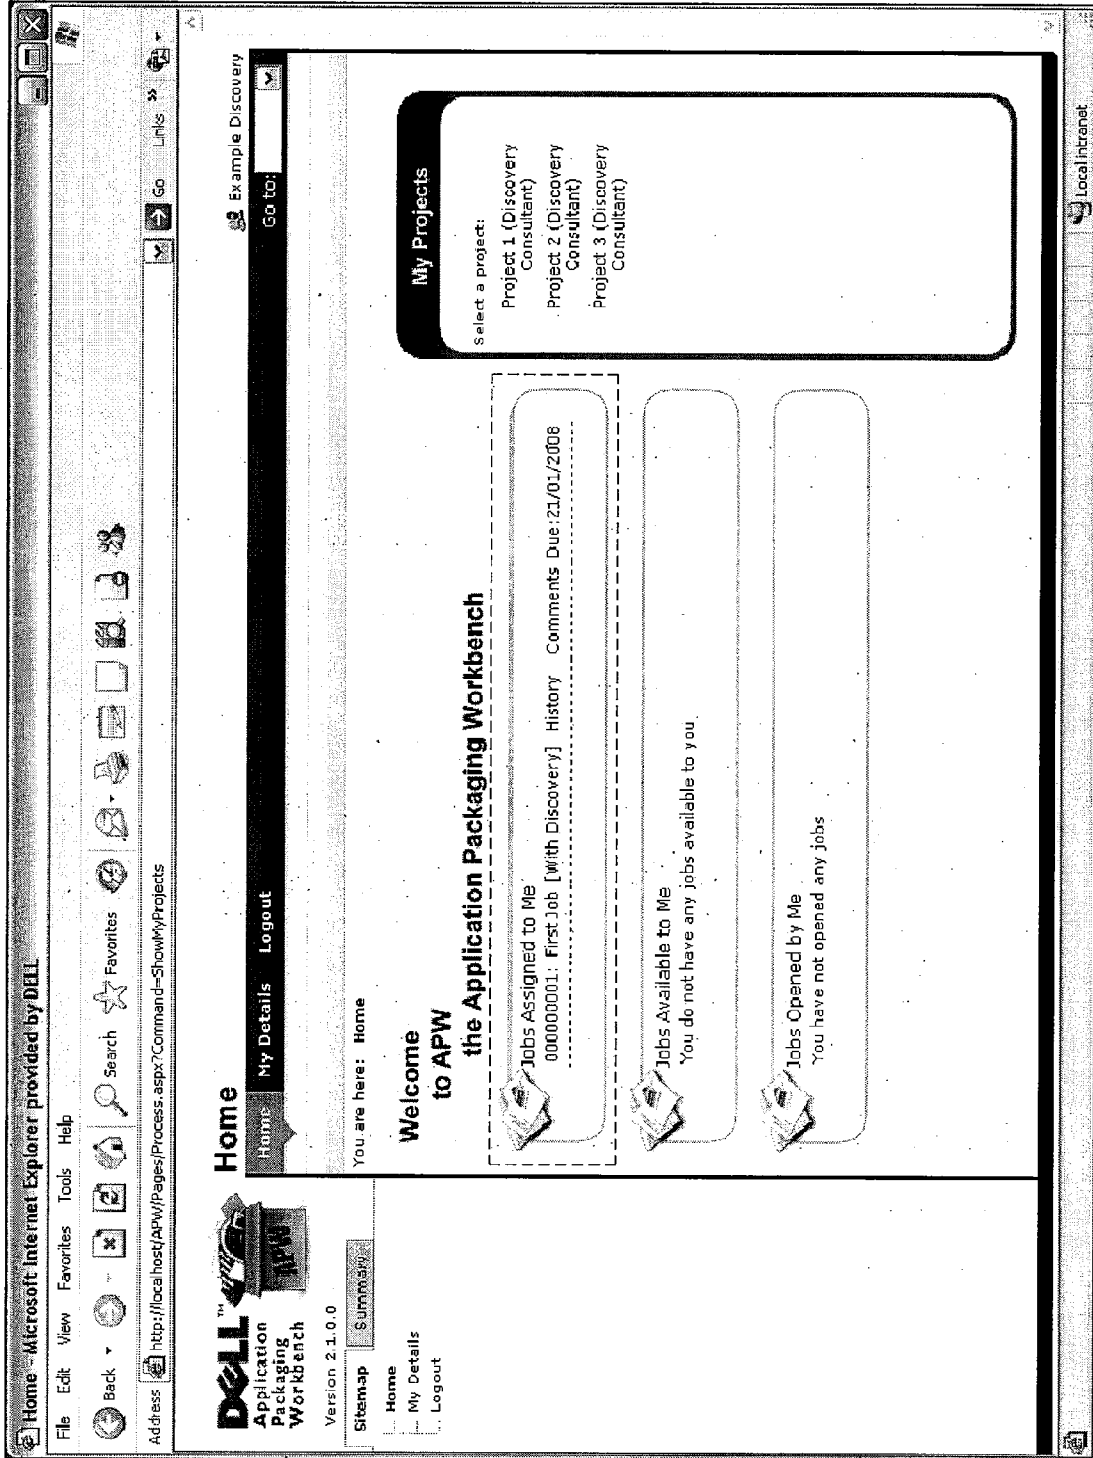 Home - Microsoft Internet Explorer provided by DELL
File Edit View Favorites Tools Help
Back Search Favorites
Address http://localhost/APW/Pages/Process.aspx?Command=ShowMyProjects Go Links »
DELL™
Application
Packaging
Workbench
APW
Version 2.1.0.0
Sitemap Summary
Home
My Details
Logout
Home
Example Discovery
Home My Details Logout Go to:
You are here: Home
Welcome
to APW
the Application Packaging Workbench
Jobs Assigned to Me
000000001: First Job [With Discovery] History Comments Due:21/01/2008
Jobs Available to Me
You do not have any jobs available to you
Jobs Opened by Me
You have not opened any jobs
My Projects
Select a project:
Project 1 (Discovery
Consultant)
Project 2 (Discovery
Consultant)
Project 3 (Discovery
Consultant)
Local intranet